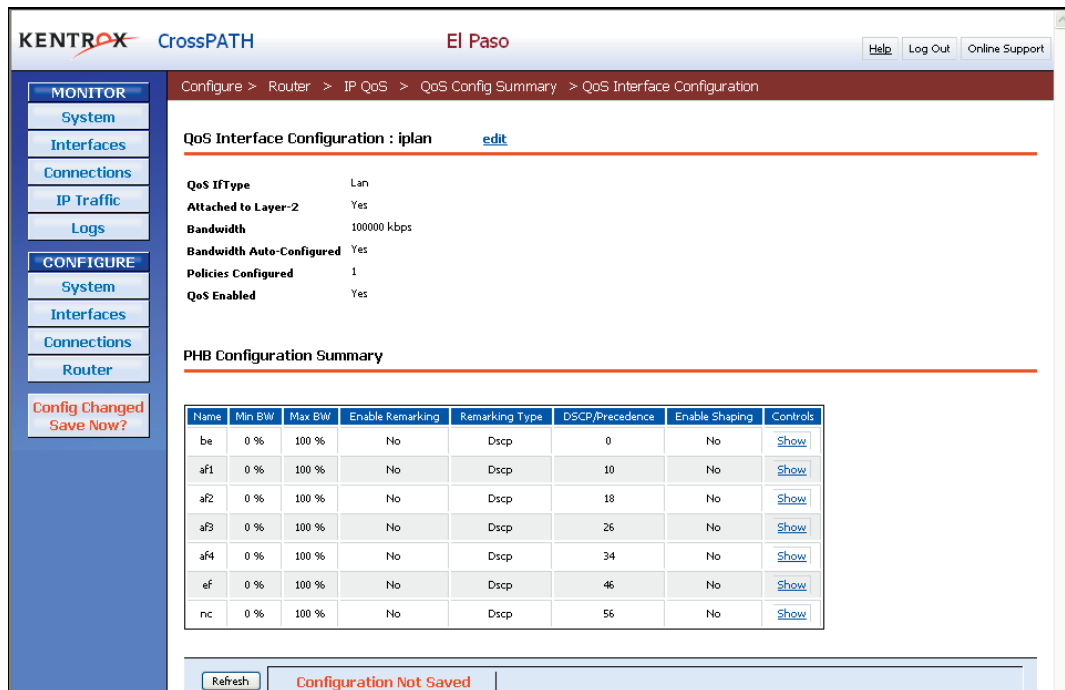 KENTROX CrossPATH El Paso Help Log Out Online Support
MONITOR
System
Interfaces
Connections
IP Traffic
Logs
CONFIGURE
System
Interfaces
Connections
Router
Config Changed
Save Now?
Configure > Router > IP QoS > QoS Config Summary > QoS Interface Configuration
QoS Interface Configuration : iplan edit
QoS IfType Lan
Attached to Layer-2 Yes
Bandwidth 100000 kbps
Bandwidth Auto-Configured Yes
Policies Configured 1
QoS Enabled Yes
PHB Configuration Summary
Name Min BW Max BW Enable Remarking Remarking Type DSCP/Precedence Enable Shaping Controls
be 0 % 100 % No Dscp 0 No Show
af1 0 % 100 % No Dscp 10 No Show
af2 0 % 100 % No Dscp 18 No Show
af3 0 % 100 % No Dscp 26 No Show
af4 0 % 100 % No Dscp 34 No Show
ef 0 % 100 % No Dscp 46 No Show
nc 0 % 100 % No Dscp 56 No Show
Refresh Configuration Not Saved